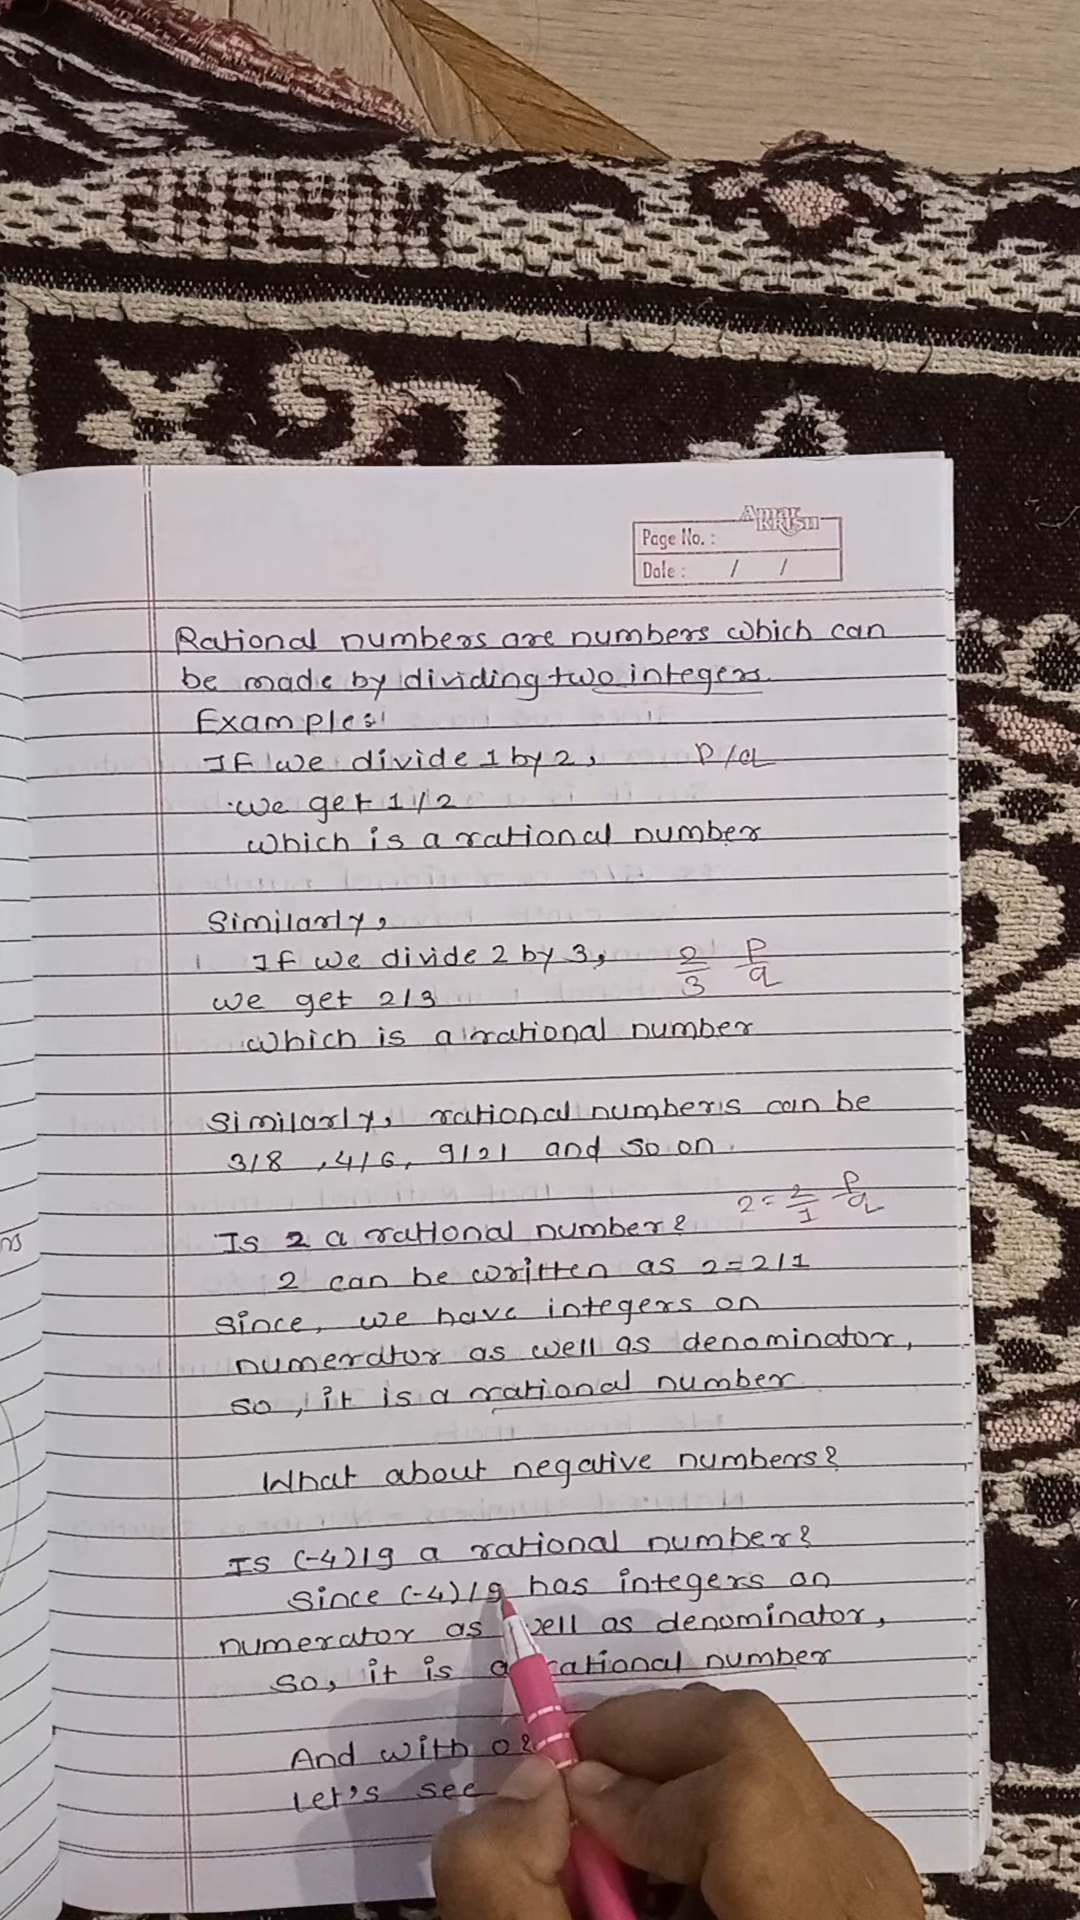 Amar
KRISH
Page No. :
Date : / /
Rational numbers are numbers which can
be made by dividing two integers.
Examples:
If we divide 1 by 2, P/q
we get 1/2
which is a rational number
Similarly,
If we divide 2 by 3, 2/3 P/q
we get 2/3
which is a rational number
Similarly, rational numbers can be
3/8 , 4/6, 9/21 and so on.
Is 2 a rational number? 2 = 2/1 P/q
2 can be written as 2=2/1
Since, we have integers on
numerator as well as denominator,
so, it is a rational number
What about negative numbers?
Is (-4)/9 a rational number?
Since (-4)/9 has integers on
numerator as well as denominator,
So, it is a rational number
And with 0?
Let's see